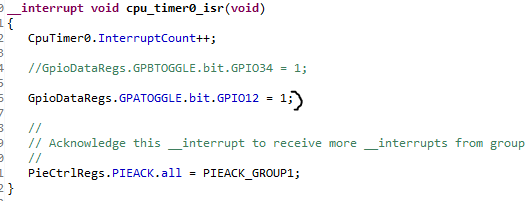 __interrupt void cpu_timer0_isr(void)
{
CpuTimer0.InterruptCount++;
//GpioDataRegs.GPBTOGGLE.bit.GPIO34 = 1;
GpioDataRegs.GPATOGGLE.bit.GPIO12 = 1;
//
// Acknowledge this __interrupt to receive more __interrupts from group
//
PieCtrlRegs.PIEACK.all = PIEACK_GROUP1;
}